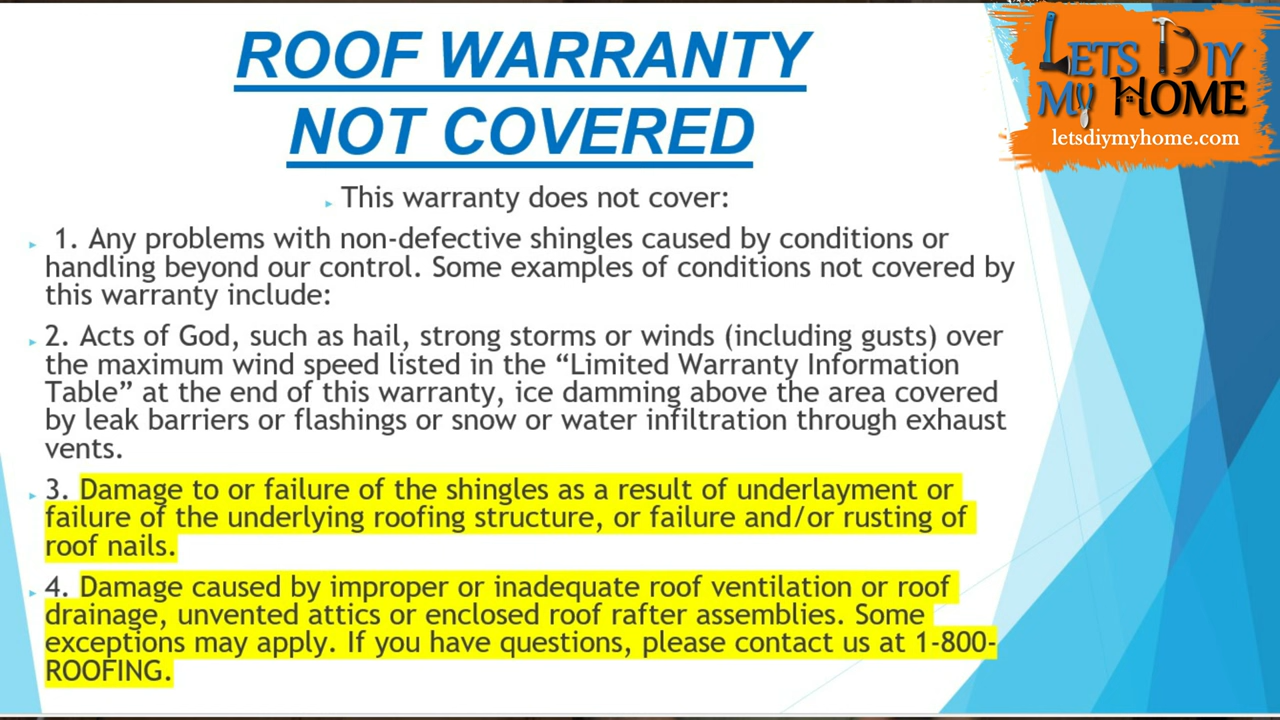 ROOF WARRANTY
NOT COVERED
LETS DIY
MY HOME
letsdiymyhome.com
This warranty does not cover:
1. Any problems with non-defective shingles caused by conditions or
handling beyond our control. Some examples of conditions not covered by
this warranty include:
2. Acts of God, such as hail, strong storms or winds (including gusts) over
the maximum wind speed listed in the “Limited Warranty Information
Table” at the end of this warranty, ice damming above the area covered
by leak barriers or flashings or snow or water infiltration through exhaust
vents.
3. Damage to or failure of the shingles as a result of underlayment or
failure of the underlying roofing structure, or failure and/or rusting of
roof nails.
4. Damage caused by improper or inadequate roof ventilation or roof
drainage, unvented attics or enclosed roof rafter assemblies. Some
exceptions may apply. If you have questions, please contact us at 1-800-
ROOFING.